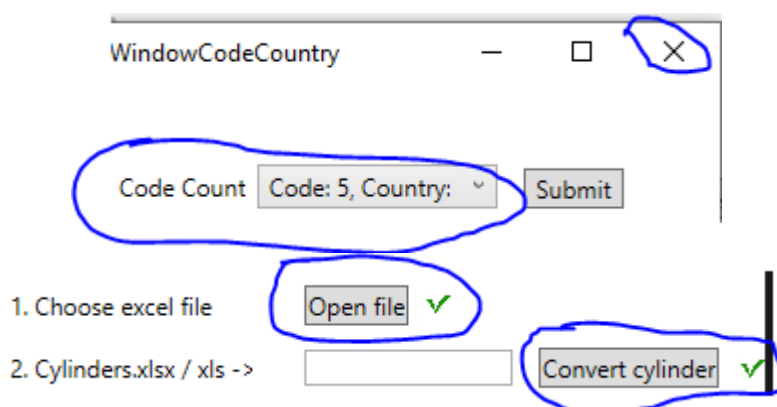 WindowCodeCountry
Code Count Code: 5, Country: Submit
1. Choose excel file Open file
2. Cylinders.xlsx / xls -> Convert cylinder